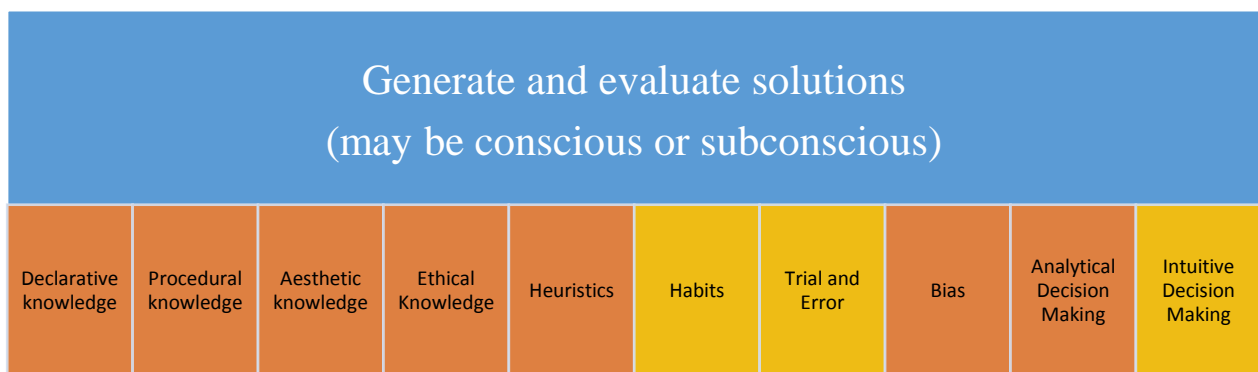 Generate and evaluate solutions
(may be conscious or subconscious)
Declarative
knowledge
Procedural
knowledge
Aesthetic
knowledge
Ethical
Knowledge
Heuristics
Habits
Trial and
Error
Bias
Analytical
Decision
Making
Intuitive
Decision
Making